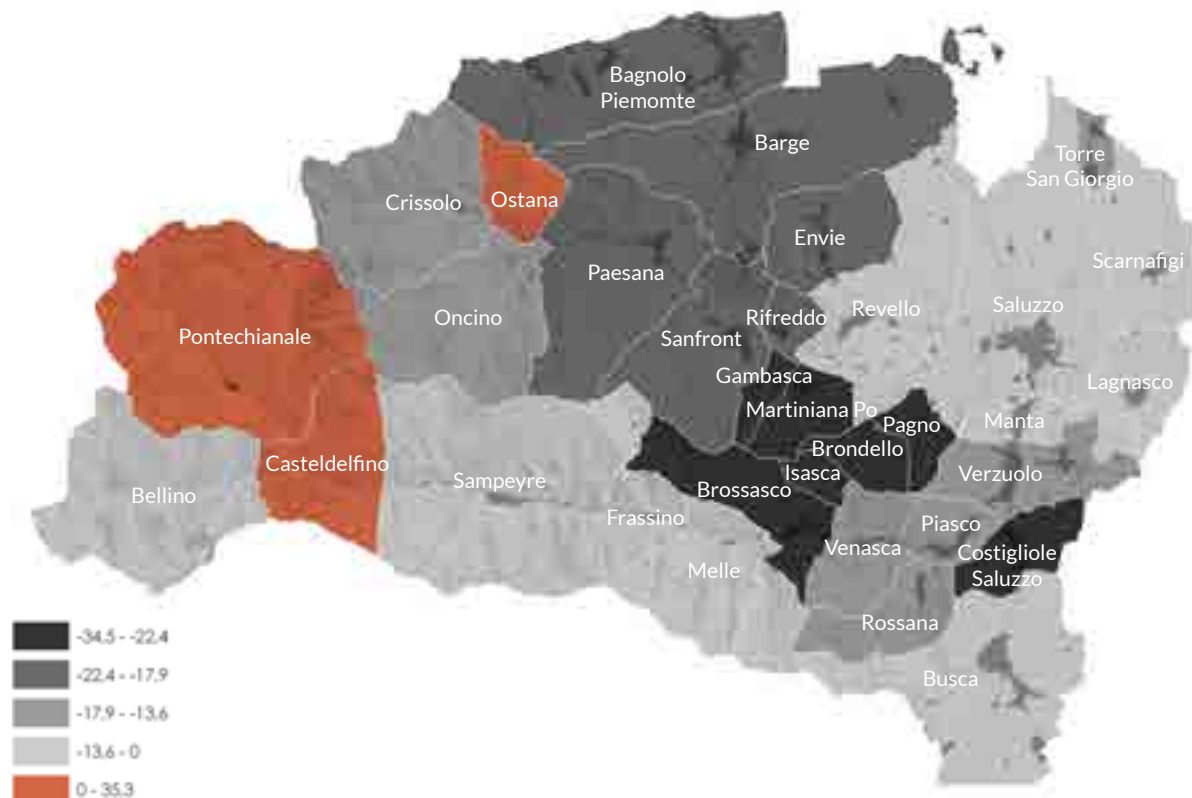 Bagnolo
Piemomte
Barge
Torre
San Giorgio
Crissolo
Ostana
Envie
Paesana
Scarnafigi
Pontechianale
Oncino
Sanfront
Rifreddo
Revello
Saluzzo
Gambasca
Lagnasco
Martiniana Po
Pagno
Manta
Brondello
Casteldelfino
Sampeyre
Isasca
Verzuolo
Bellino
Brossasco
Frassino
Piasco
Venasca
Costigliole
Saluzzo
Melle
Rossana
Busca
-34.5 - -22.4
-22.4 - -17.9
-17.9 - -13.6
-13.6 - 0
0 - 35.3